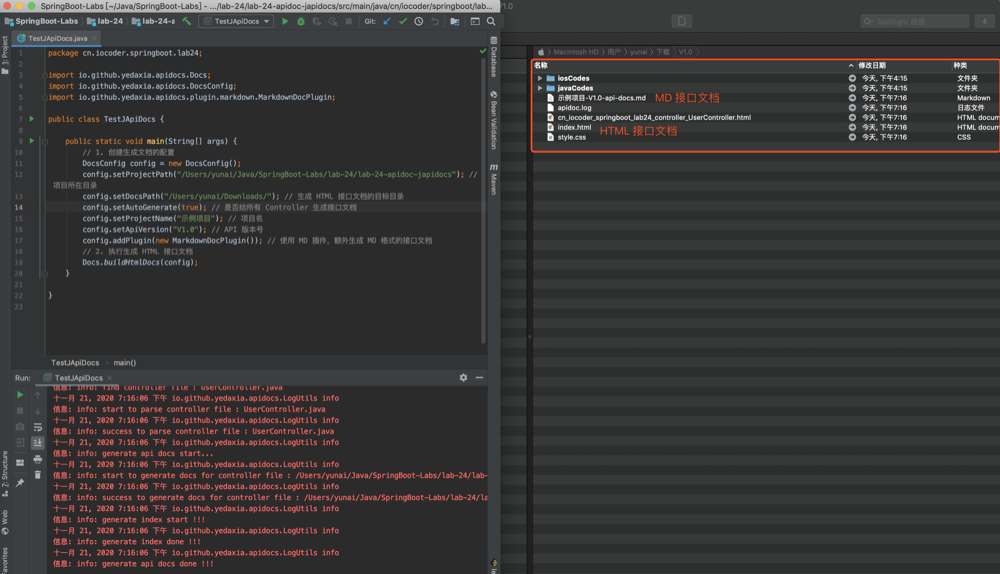 SpringBoot-Labs [~/Java/SpringBoot-Labs] - .../lab-24/lab-24-apidoc-japidocs/src/main/java/cn/iocoder/springboot/lab...
SpringBoot-Labs lab-24 lab-24-a TestJApiDocs Git:
TestJApiDocs.java
1 package cn.iocoder.springboot.lab24;
2
3 import io.github.yedaxia.apidocs.Docs;
4 import io.github.yedaxia.apidocs.DocsConfig;
5 import io.github.yedaxia.apidocs.plugin.markdown.MarkdownDocPlugin;
6
7 public class TestJApiDocs {
8
9 public static void main(String[] args) {
10 // 1. 创建生成文档的配置
11 DocsConfig config = new DocsConfig();
12 config.setProjectPath("/Users/yunai/Java/SpringBoot-Labs/lab-24/lab-24-apidoc-japidocs"); //
项目所在目录
13 config.setDocsPath("/Users/yunai/Downloads/"); // 生成 HTML 接口文档的目标目录
14 config.setAutoGenerate(true); // 是否给所有 Controller 生成接口文档
15 config.setProjectName("示例项目"); // 项目名
16 config.setApiVersion("V1.0"); // API 版本号
17 config.addPlugin(new MarkdownDocPlugin()); // 使用 MD 插件，额外生成 MD 格式的接口文档
18 // 2. 执行生成 HTML 接口文档
19 Docs.buildHtmlDocs(config);
20 }
21
22 }
23
TestJApiDocs main()
Run: TestJApiDocs
信息: info: find controller file : UserController.java
十一月 21, 2020 7:16:06 下午 io.github.yedaxia.apidocs.LogUtils info
信息: info: start to parse controller file : UserController.java
十一月 21, 2020 7:16:06 下午 io.github.yedaxia.apidocs.LogUtils info
信息: info: success to parse controller file : UserController.java
十一月 21, 2020 7:16:06 下午 io.github.yedaxia.apidocs.LogUtils info
信息: info: generate api docs start...
十一月 21, 2020 7:16:06 下午 io.github.yedaxia.apidocs.LogUtils info
信息: info: start to generate docs for controller file : /Users/yunai/Java/SpringBoot-Labs/lab-24/lab-
十一月 21, 2020 7:16:06 下午 io.github.yedaxia.apidocs.LogUtils info
信息: info: success to generate docs for controller file : /Users/yunai/Java/SpringBoot-Labs/lab-24/la
十一月 21, 2020 7:16:06 下午 io.github.yedaxia.apidocs.LogUtils info
信息: info: generate index start !!!
十一月 21, 2020 7:16:06 下午 io.github.yedaxia.apidocs.LogUtils info
信息: info: generate index done !!!
十一月 21, 2020 7:16:06 下午 io.github.yedaxia.apidocs.LogUtils info
信息: info: generate api docs done !!!
1: Project
Z: Structure
Web
Favorites
Database
Bean Validation
Maven
V1.0
Macintosh HD 用户 yunai 下载 V1.0
名称 修改日期 种类
iosCodes 今天, 下午4:15 文件夹
javaCodes 今天, 下午4:15 文件夹
示例项目-V1.0-api-docs.md MD 接口文档 今天, 下午7:16 Markdown
apidoc.log 今天, 下午7:16 日志文件
cn_iocoder_springboot_lab24_controller_UserController.html 今天, 下午7:16 HTML docum
index.html HTML 接口文档 今天, 下午7:16 HTML docum
style.css 今天, 下午7:16 CSS